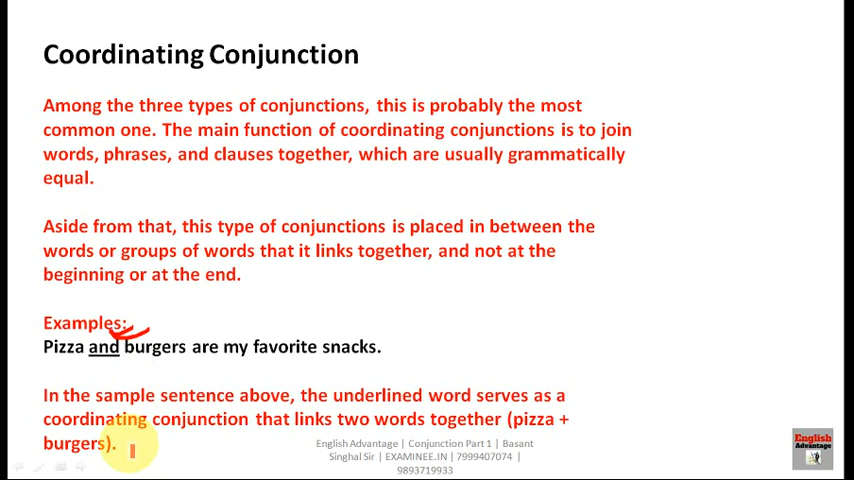 Coordinating Conjunction
Among the three types of conjunctions, this is probably the most
common one. The main function of coordinating conjunctions is to join
words, phrases, and clauses together, which are usually grammatically
equal.
Aside from that, this type of conjunctions is placed in between the
words or groups of words that it links together, and not at the
beginning or at the end.
Examples:
Pizza and burgers are my favorite snacks.
In the sample sentence above, the underlined word serves as a
coordinating conjunction that links two words together (pizza +
burgers).
English Advantage | Conjunction Part 1 | Basant
Singhal Sir | EXAMINEE.IN | 7999407074 |
9893719933
English
Advantage